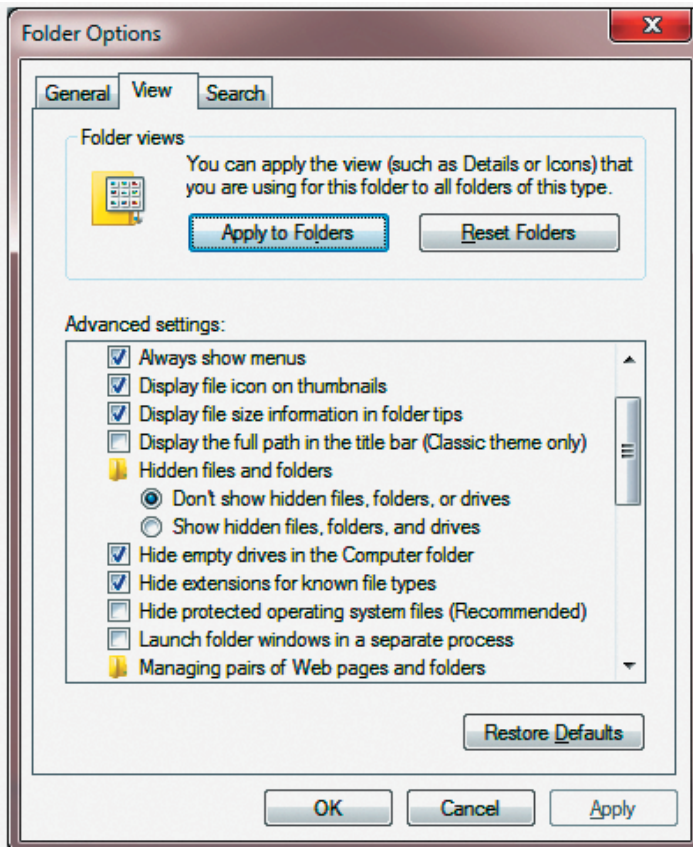 Folder Options
General View Search
Folder views
You can apply the view (such as Details or Icons) that
you are using for this folder to all folders of this type.
Apply to Folders Reset Folders
Advanced settings:
Always show menus
Display file icon on thumbnails
Display file size information in folder tips
Display the full path in the title bar (Classic theme only)
Hidden files and folders
Don't show hidden files, folders, or drives
Show hidden files, folders, and drives
Hide empty drives in the Computer folder
Hide extensions for known file types
Hide protected operating system files (Recommended)
Launch folder windows in a separate process
Managing pairs of Web pages and folders
Restore Defaults
OK Cancel Apply